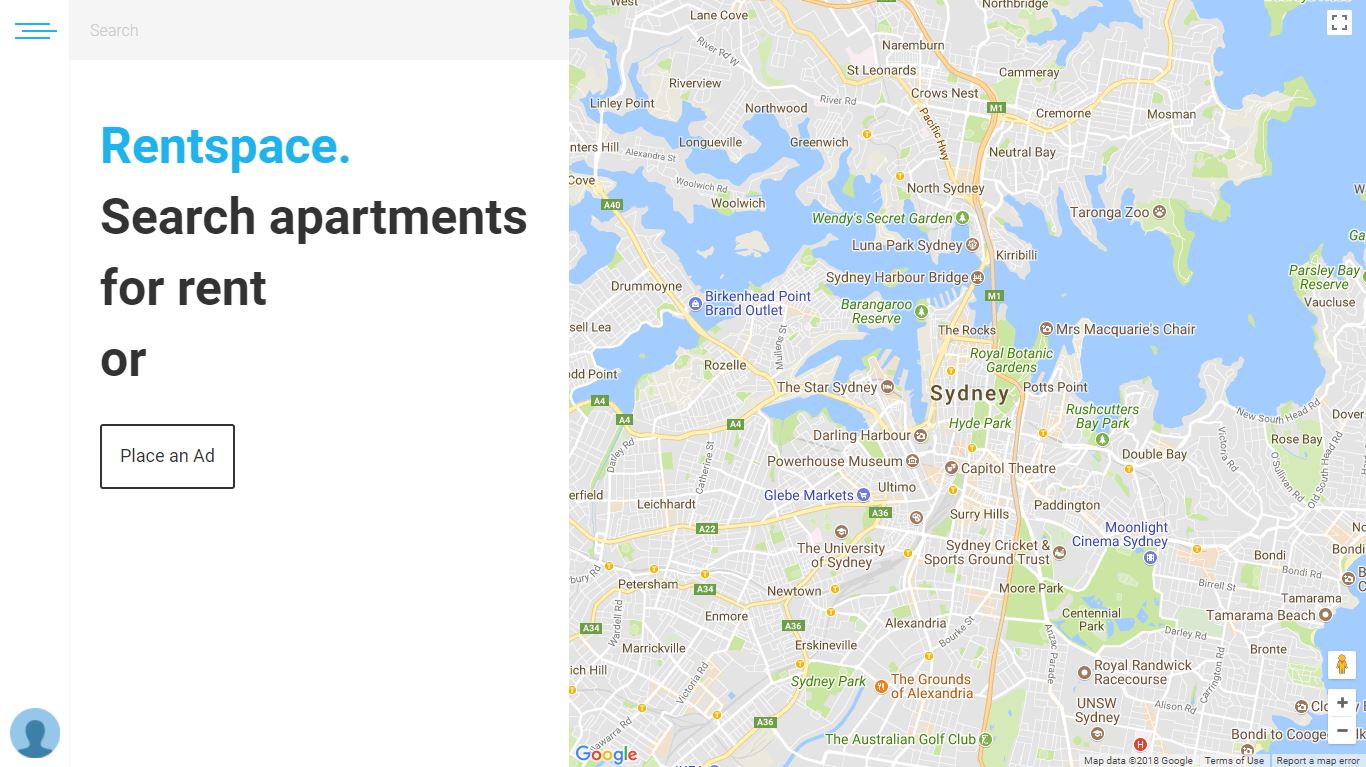 Search
Rentspace.
Search apartments
for rent
or
Place an Ad
West
Lane Cove
Northbridge
River Rd W
Naremburn
St Leonards
Cammeray
Riverview
Crows Nest
Linley Point
Northwood
River Rd
M1
Cremorne
Mosman
Pacific Hwy
nters Hill
Longueville
Greenwich
Alexandra St
Neutral Bay
Cove
Woolwich Rd
North Sydney
A40
Woolwich
Wendy's Secret Garden
Taronga Zoo
Luna Park Sydney
Kirribilli
Sydney Harbour Bridge
Parsley Bay
Reserve
Drummoyne
Birkenhead Point
Brand Outlet
M1
Vaucluse
Barangaroo
Reserve
sell Lea
The Rocks
Mrs Macquarie's Chair
Mullens St
Royal Botanic
Gardens
Rozelle
odd Point
The Star Sydney
Potts Point
Sydney
A4
Rushcutters
Bay Park
New South Head Rd
Dover
A4
A4
Hyde Park
Darling Harbour
Rose Bay
Darley Rd
Catherine St
Double Bay
Victoria Rd
O'Sullivan Rd
Old South Head Rd
Powerhouse Museum
Capitol Theatre
erfield
Glebe Markets
Ultimo
Leichhardt
A36
Surry Hills
Paddington
A22
Moonlight
Cinema Sydney
The University
of Sydney
Sydney Cricket &
Sports Ground Trust
Bondi
Bondi
Bondi Rd
bury Rd
Petersham
A34
Newtown
Moore Park
Birrell St
Tamarama
Enmore
Centennial
Park
Tamarama Beach
A34
Wardell Rd
A36
Alexandria
Bourke St
Anzac Parade
Darley Rd
Marrickville
Erskineville
Bronte
Carrington Rd
ich Hill
Victoria Rd
Sydney Park
The Grounds
of Alexandria
Royal Randwick
Racecourse
UNSW
Sydney
Alison Rd
Clo
A36
Illawarra Rd
The Australian Golf Club
Bondi to Coogee
Google
Map data ©2018 Google
Terms of Use
Report a map error